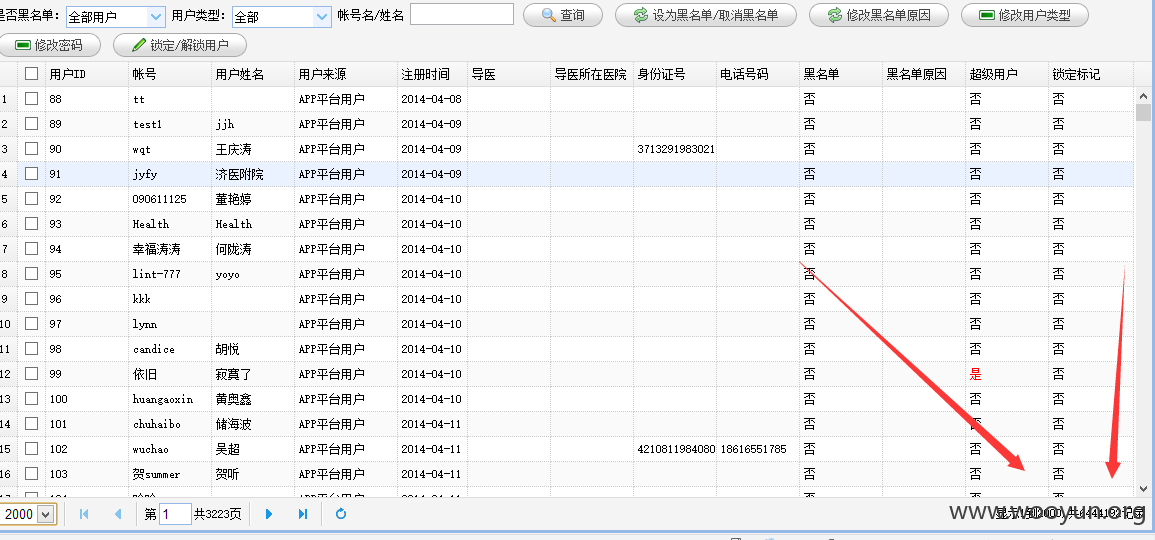 是否黑名单: 全部用户 用户类型: 全部 帐号名/姓名 查询 设为黑名单/取消黑名单 修改黑名单原因 修改用户类型
修改密码 锁定/解锁用户
用户ID 帐号 用户姓名 用户来源 注册时间 导医 导医所在医院 身份证号 电话号码 黑名单 黑名单原因 超级用户 锁定标记
1 88 tt APP平台用户 2014-04-08 否 否 否
2 89 test1 jjh APP平台用户 2014-04-09 否 否 否
3 90 wqt 王庆涛 APP平台用户 2014-04-09 3713291983021 否 否 否
4 91 jyfy 济医附院 APP平台用户 2014-04-09 否 否 否
5 92 090611125 董艳婷 APP平台用户 2014-04-10 否 否 否
6 93 Health Health APP平台用户 2014-04-10 否 否 否
7 94 幸福涛涛 何陇涛 APP平台用户 2014-04-10 否 否 否
8 95 lint-777 yoyo APP平台用户 2014-04-10 否 否 否
9 96 kkk APP平台用户 2014-04-10 否 否 否
10 97 lynn APP平台用户 2014-04-10 否 否 否
11 98 candice 胡悦 APP平台用户 2014-04-10 否 否 否
12 99 依旧 寂寞了 APP平台用户 2014-04-10 否 是 否
13 100 huangaoxin 黄奥鑫 APP平台用户 2014-04-10 否 否 否
14 101 chuhaibo 储海波 APP平台用户 2014-04-11 否 否 否
15 102 wuchao 吴超 APP平台用户 2014-04-11 4210811984080 18616551785 否 否 否
16 103 贺summer 贺听 APP平台用户 2014-04-11 否 否 否
2000 第 1 共3223页
www.wooyun.org